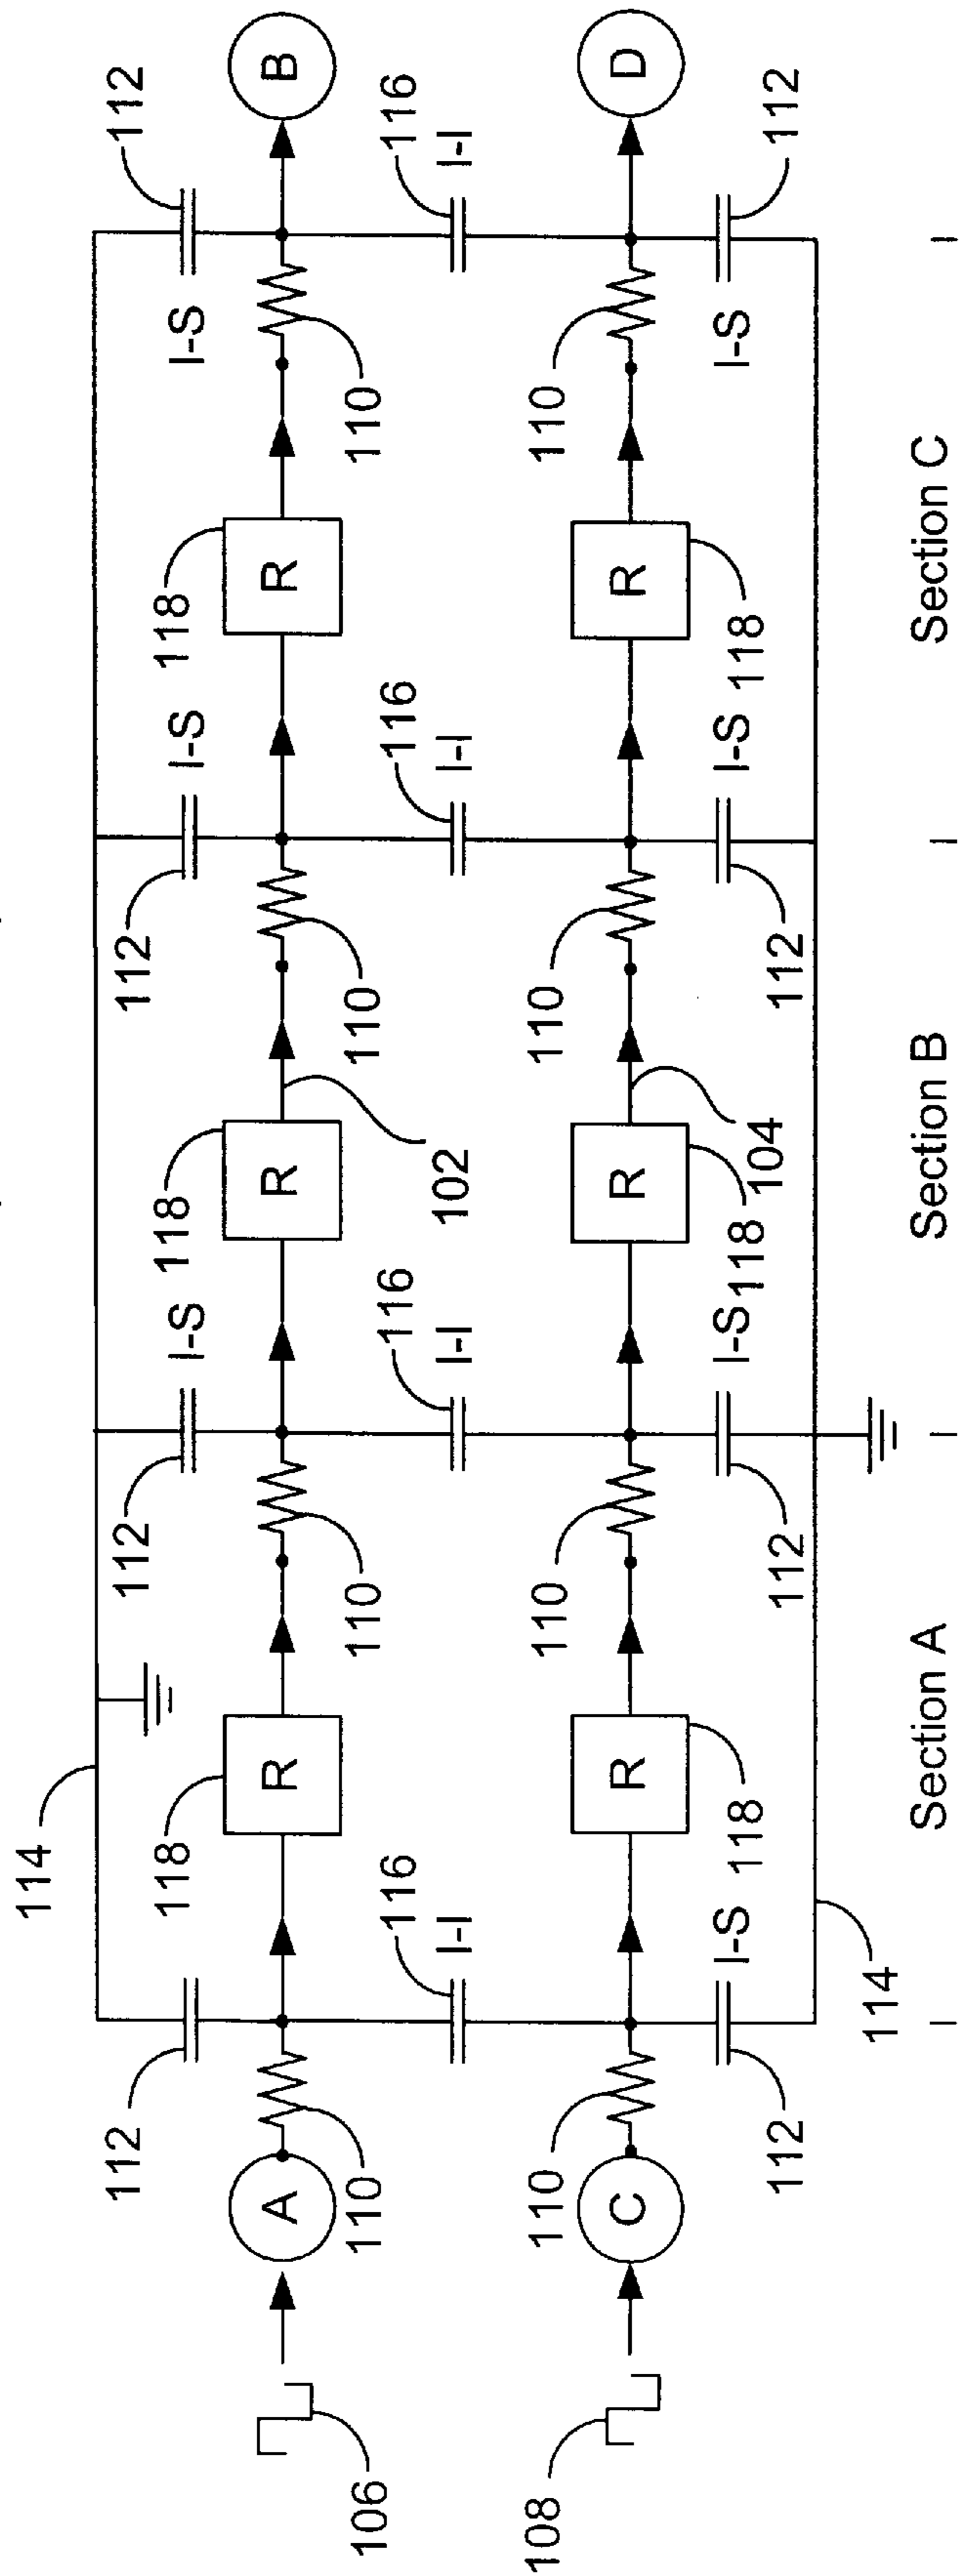 114
112 112 112 112
118 I-S 118 I-S 118 I-S
A R R R B
106 110 110 110 110
116 116 116 116
I-I I-I 102 I-I I-I
108 110 110 110 110
C R R R D
I-S 118 I-S 118 I-S 118 I-S
112 112 104 112 112
114
Section A Section B Section C